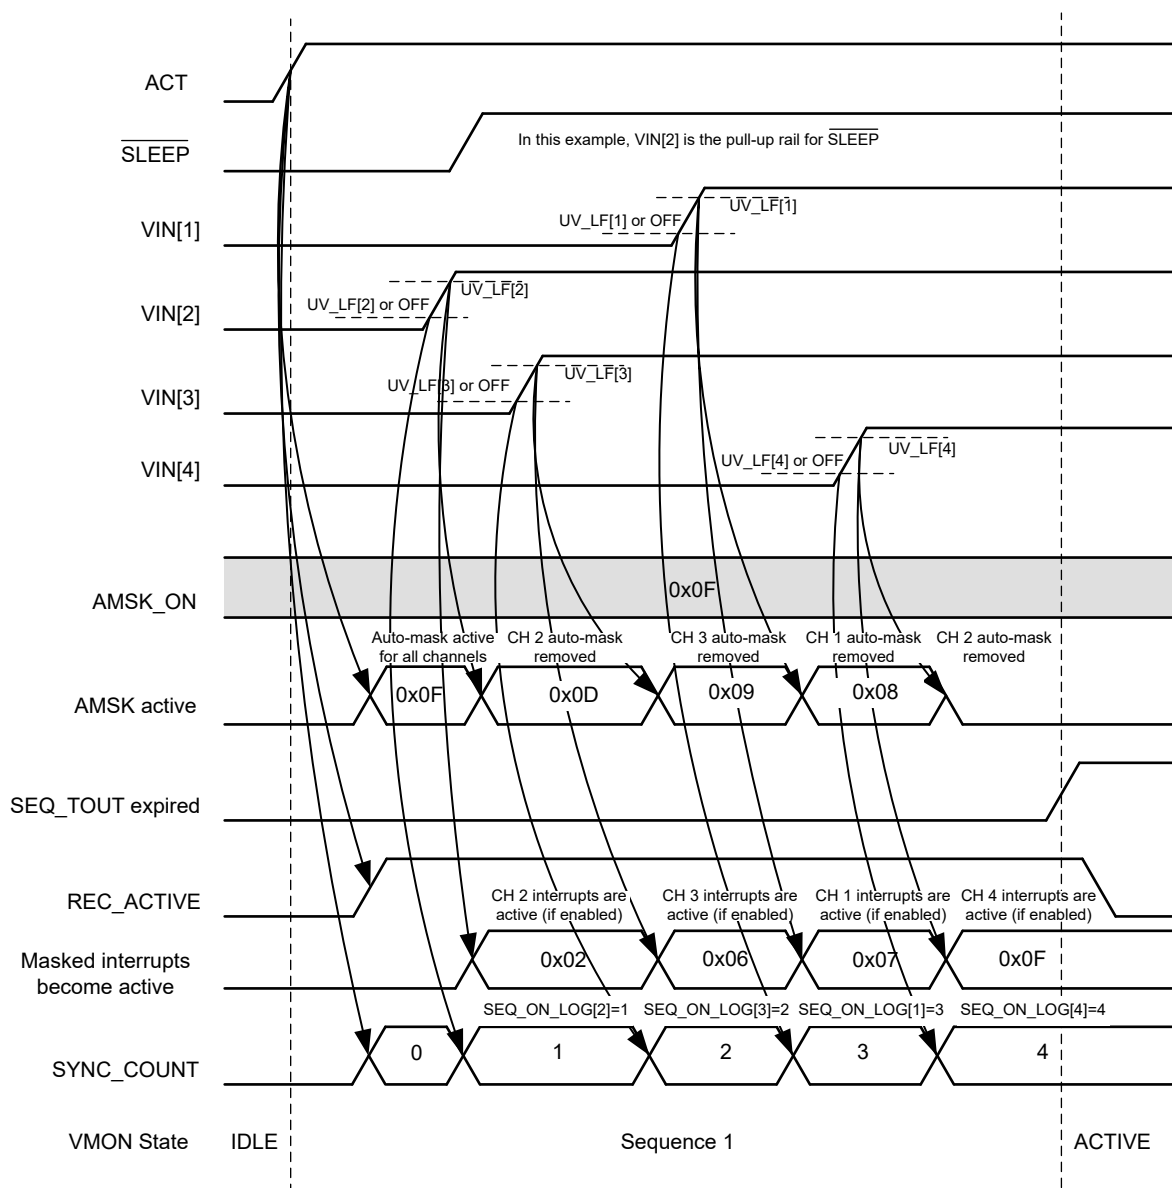 ACT
SLEEP
In this example, VIN[2] is the pull-up rail for SLEEP
UV_LF[1]
UV_LF[1] or OFF
VIN[1]
UV_LF[2]
UV_LF[2] or OFF
VIN[2]
UV_LF[3]
UV_LF[3] or OFF
VIN[3]
UV_LF[4]
UV_LF[4] or OFF
VIN[4]
AMSK_ON
0x0F
Auto-mask active
for all channels
CH 2 auto-mask
removed
CH 3 auto-mask
removed
CH 1 auto-mask
removed
CH 2 auto-mask
removed
AMSK active
0x0F
0x0D
0x09
0x08
SEQ_TOUT expired
REC_ACTIVE
CH 2 interrupts are
active (if enabled)
CH 3 interrupts are
active (if enabled)
CH 1 interrupts are
active (if enabled)
CH 4 interrupts are
active (if enabled)
Masked interrupts
become active
0x02
0x06
0x07
0x0F
SEQ_ON_LOG[2]=1
SEQ_ON_LOG[3]=2
SEQ_ON_LOG[1]=3
SEQ_ON_LOG[4]=4
SYNC_COUNT
0
1
2
3
4
VMON State
IDLE
Sequence 1
ACTIVE